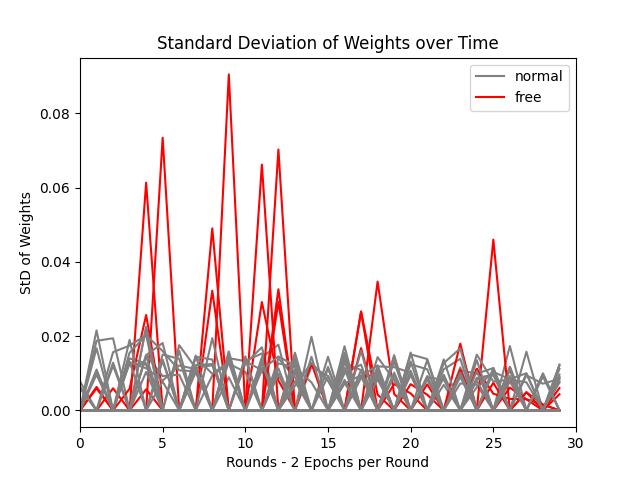 Standard Deviation of Weights over Time
normal
free
StD of Weights
0.08
0.06
0.04
0.02
0.00
0 5 10 15 20 25 30
Rounds - 2 Epochs per Round